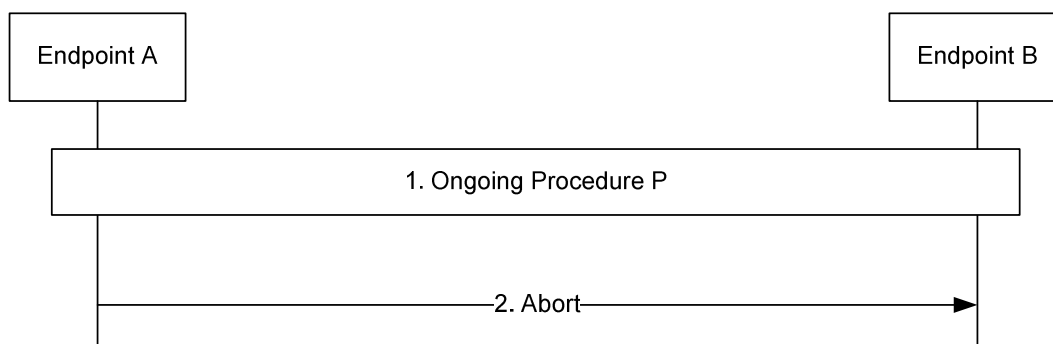 Endpoint A
Endpoint B
1. Ongoing Procedure P
2. Abort